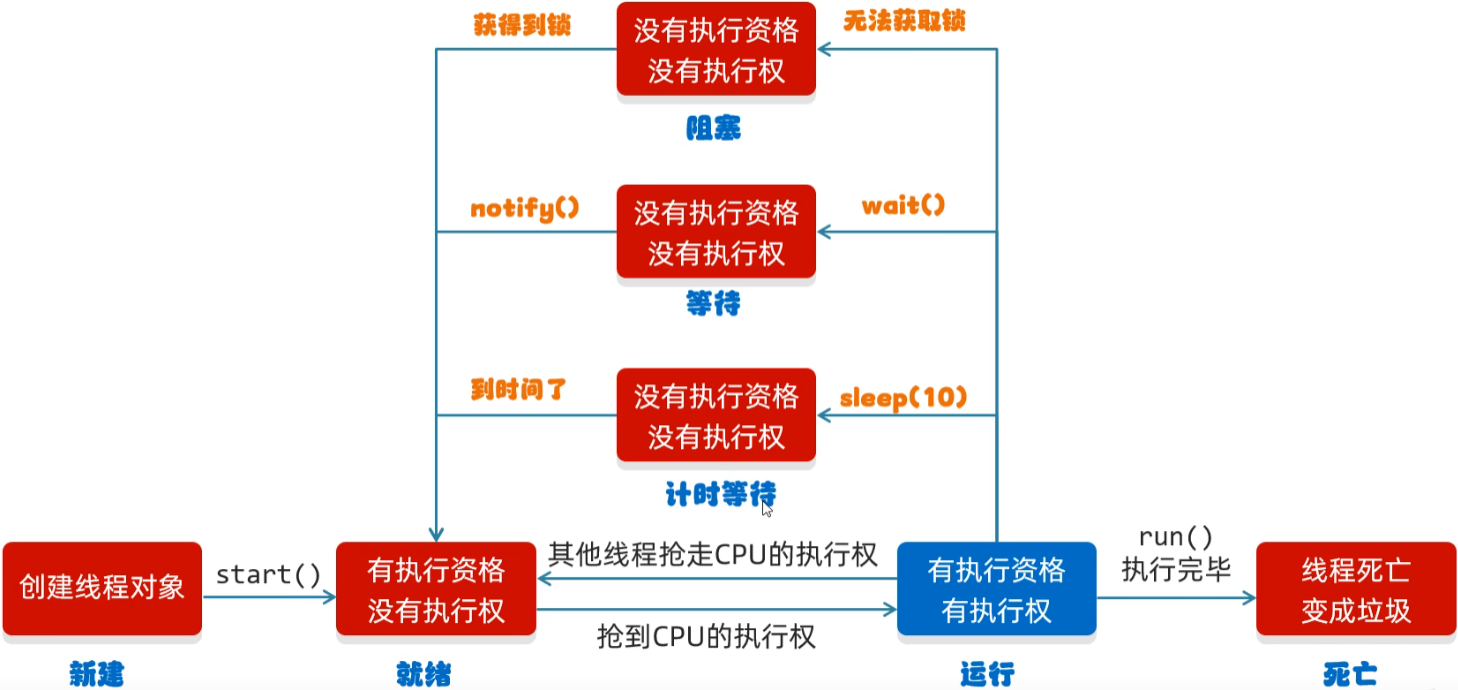 获得到锁
没有执行资格
没有执行权
无法获取锁
阻塞
notify()
没有执行资格
没有执行权
wait()
等待
到时间了
没有执行资格
没有执行权
sleep(10)
计时等待
创建线程对象
新建
start()
有执行资格
没有执行权
就绪
其他线程抢走CPU的执行权
抢到CPU的执行权
有执行资格
有执行权
运行
run()
执行完毕
线程死亡
变成垃圾
死亡